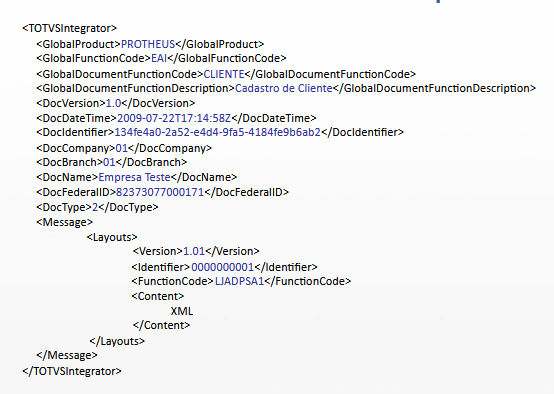 <TOTVSIntegrator>
<GlobalProduct>PROTHEUS</GlobalProduct>
<GlobalFunctionCode>EAI</GlobalFunctionCode>
<GlobalDocumentFunctionCode>CLIENTE</GlobalDocumentFunctionCode>
<GlobalDocumentFunctionDescription>Cadastro de Cliente</GlobalDocumentFunctionDescription>
<DocVersion>1.0</DocVersion>
<DocDateTime>2009-07-22T17:14:58Z</DocDateTime>
<DocIdentifier>134fe4a0-2a52-e4d4-9fa5-4184fe9b6ab2</DocIdentifier>
<DocCompany>01</DocCompany>
<DocBranch>01</DocBranch>
<DocName>Empresa Teste</DocName>
<DocFederalID>82373077000171</DocFederalID>
<DocType>2</DocType>
<Message>
<Layouts>
<Version>1.01</Version>
<Identifier>0000000001</Identifier>
<FunctionCode>LJADPSA1</FunctionCode>
<Content>
XML
</Content>
</Layouts>
</Message>
</TOTVSIntegrator>